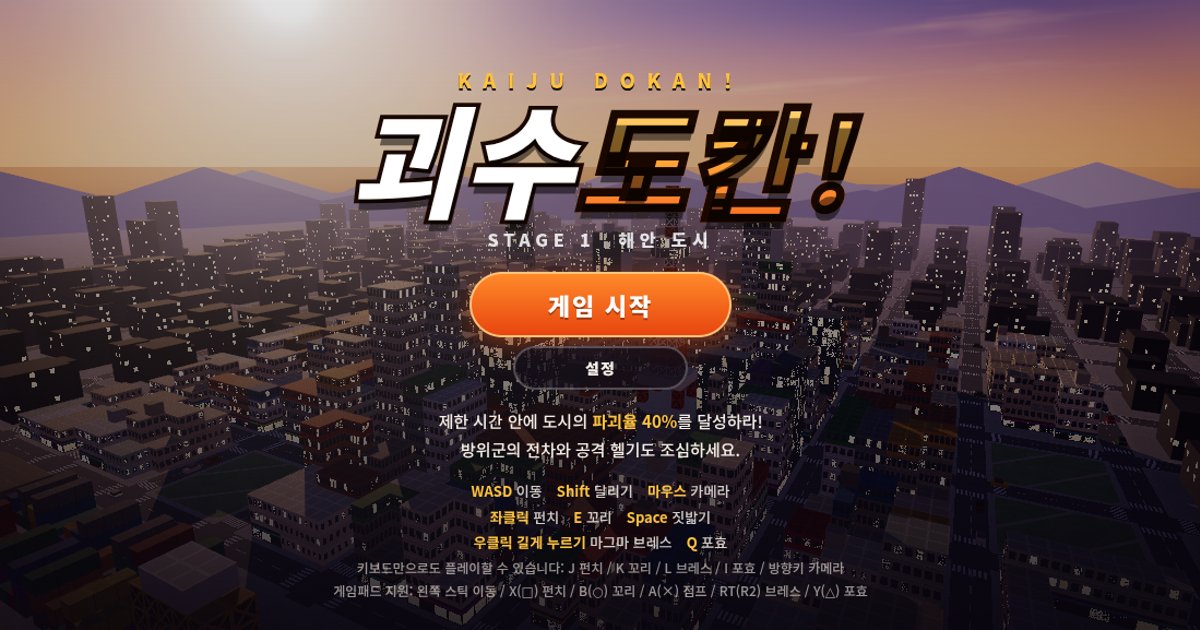 KAIJU DOKAN!
괴수도칸!
STAGE 1 해안 도시
게임 시작
설정
제한 시간 안에 도시의 파괴율 40%를 달성하라!
방위군의 전차와 공격 헬기도 조심하세요.
WASD 이동 Shift 달리기 마우스 카메라
좌클릭 펀치 E 꼬리 Space 짓밟기
우클릭 길게 누르기 마그마 브레스 Q 포효
키보드만으로도 플레이할 수 있습니다: J 펀치 / K 꼬리 / L 브레스 / I 포효 / 방향키 카메라
게임패드 지원: 왼쪽 스틱 이동 / X(□) 펀치 / B(○) 꼬리 / A(×) 점프 / RT(R2) 브레스 / Y(△) 포효